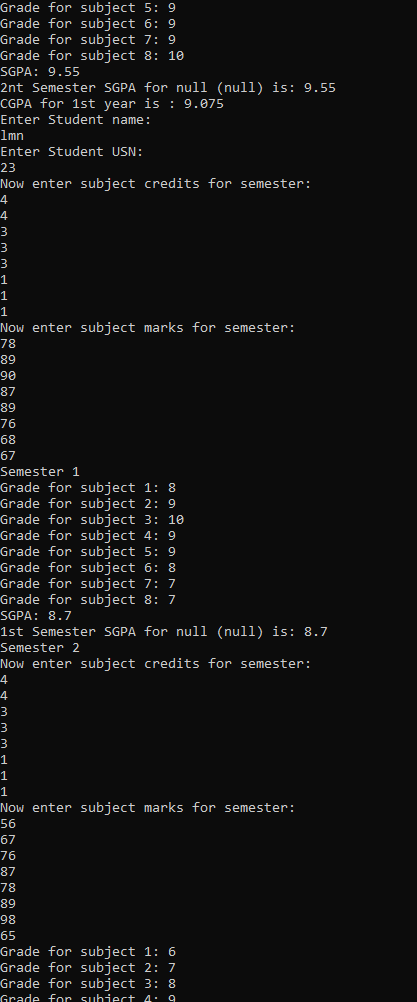 Grade for subject 5: 9
Grade for subject 6: 9
Grade for subject 7: 9
Grade for subject 8: 10
SGPA: 9.55
2nt Semester SGPA for null (null) is: 9.55
CGPA for 1st year is : 9.075
Enter Student name:
lmn
Enter Student USN:
23
Now enter subject credits for semester:
4
4
3
3
3
1
1
1
Now enter subject marks for semester:
78
89
90
87
89
76
68
67
Semester 1
Grade for subject 1: 8
Grade for subject 2: 9
Grade for subject 3: 10
Grade for subject 4: 9
Grade for subject 5: 9
Grade for subject 6: 8
Grade for subject 7: 7
Grade for subject 8: 7
SGPA: 8.7
1st Semester SGPA for null (null) is: 8.7
Semester 2
Now enter subject credits for semester:
4
4
3
3
3
1
1
1
Now enter subject marks for semester:
56
67
76
87
78
89
98
65
Grade for subject 1: 6
Grade for subject 2: 7
Grade for subject 3: 8
Grade for subject 4: 9